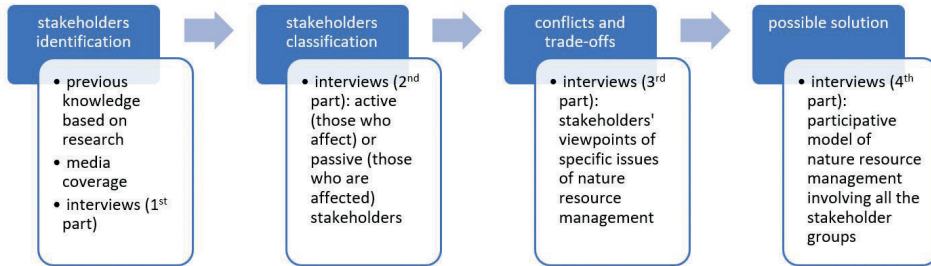 stakeholders
identification
• previous
knowledge
based on
research
• media
coverage
• interviews (1st
part)
stakeholders
classification
• interviews (2nd
part): active
(those who
affect) or
passive (those
who are
affected)
stakeholders
conflicts and
trade-offs
• interviews (3rd
part):
stakeholders'
viewpoints of
specific issues
of nature
resource
management
possible solution
• interviews (4th
part):
participative
model of
nature resource
management
involving all the
stakeholder
groups